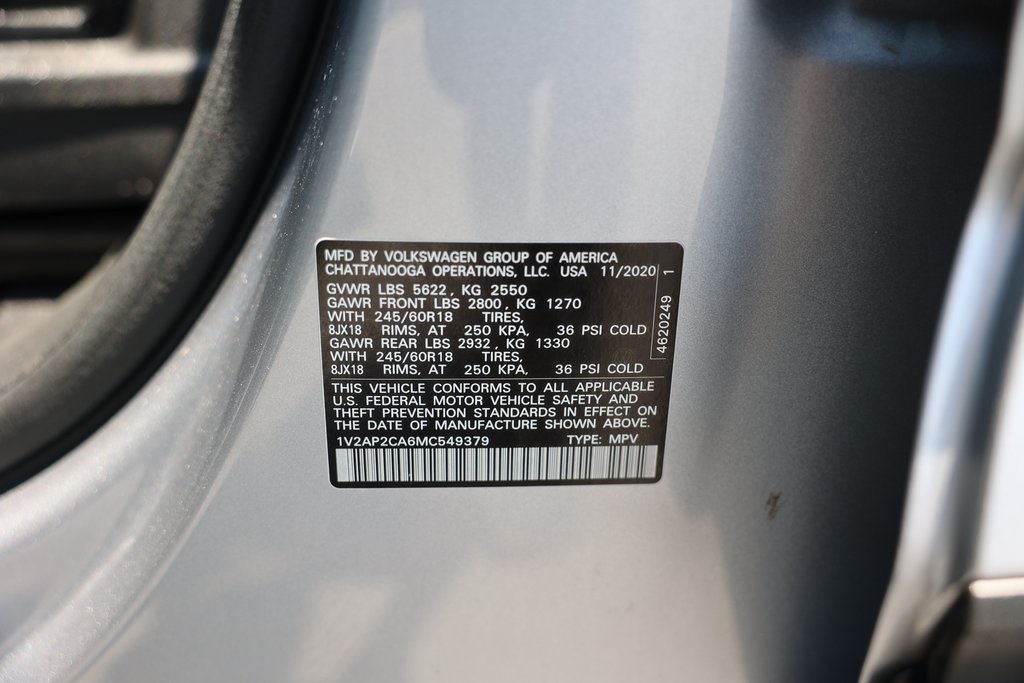 MFD BY VOLKSWAGEN GROUP OF AMERICA
CHATTANOOGA OPERATIONS, LLC. USA 11/2020
GVWR LBS 5622, KG 2550
GAWR FRONT LBS 2800, KG 1270
WITH 245/60R18 TIRES,
8JX18 RIMS, AT 250 KPA, 36 PSI COLD
GAWR REAR LBS 2932, KG 1330
WITH 245/60R18 TIRES,
8JX18 RIMS, AT 250 KPA, 36 PSI COLD
4620249 1
THIS VEHICLE CONFORMS TO ALL APPLICABLE
U.S. FEDERAL MOTOR VEHICLE SAFETY AND
THEFT PREVENTION STANDARDS IN EFFECT ON
THE DATE OF MANUFACTURE SHOWN ABOVE.
1V2AP2CA6MC549379 TYPE: MPV